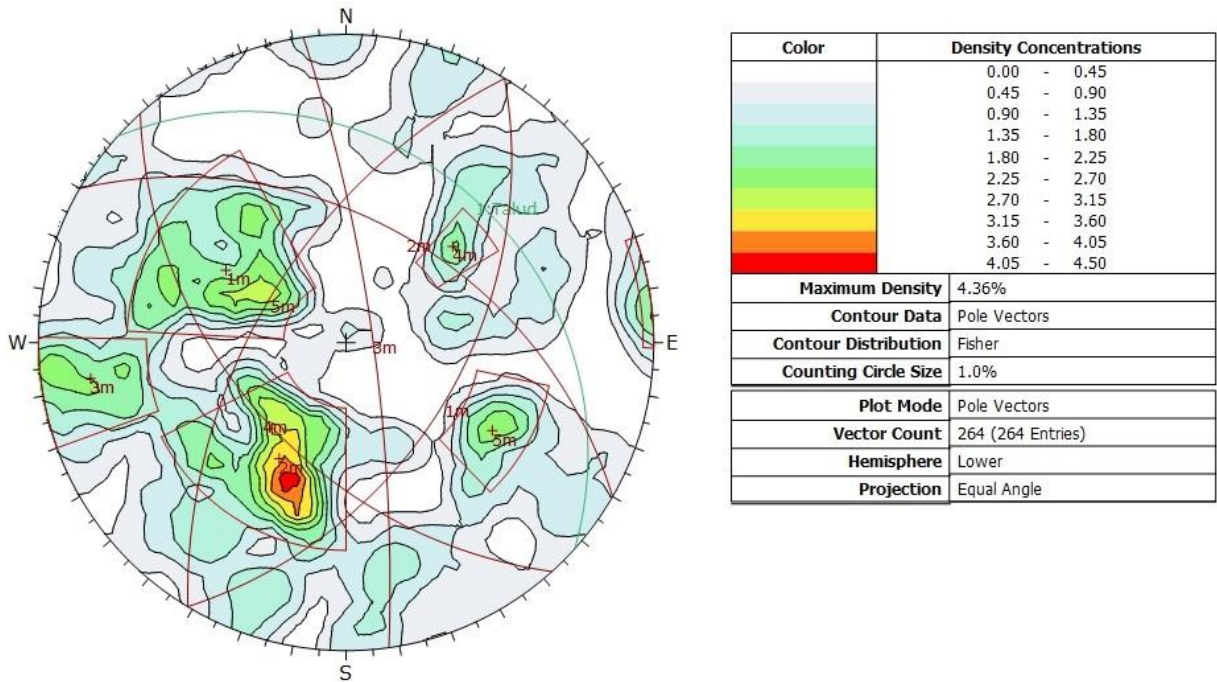 N
W
E
S
1:Talud
2m
4m
1m
5m
3m
3m
1m
5m
4m
2m
Color Density Concentrations
0.00 - 0.45
0.45 - 0.90
0.90 - 1.35
1.35 - 1.80
1.80 - 2.25
2.25 - 2.70
2.70 - 3.15
3.15 - 3.60
3.60 - 4.05
4.05 - 4.50
Maximum Density 4.36%
Contour Data Pole Vectors
Contour Distribution Fisher
Counting Circle Size 1.0%
Plot Mode Pole Vectors
Vector Count 264 (264 Entries)
Hemisphere Lower
Projection Equal Angle